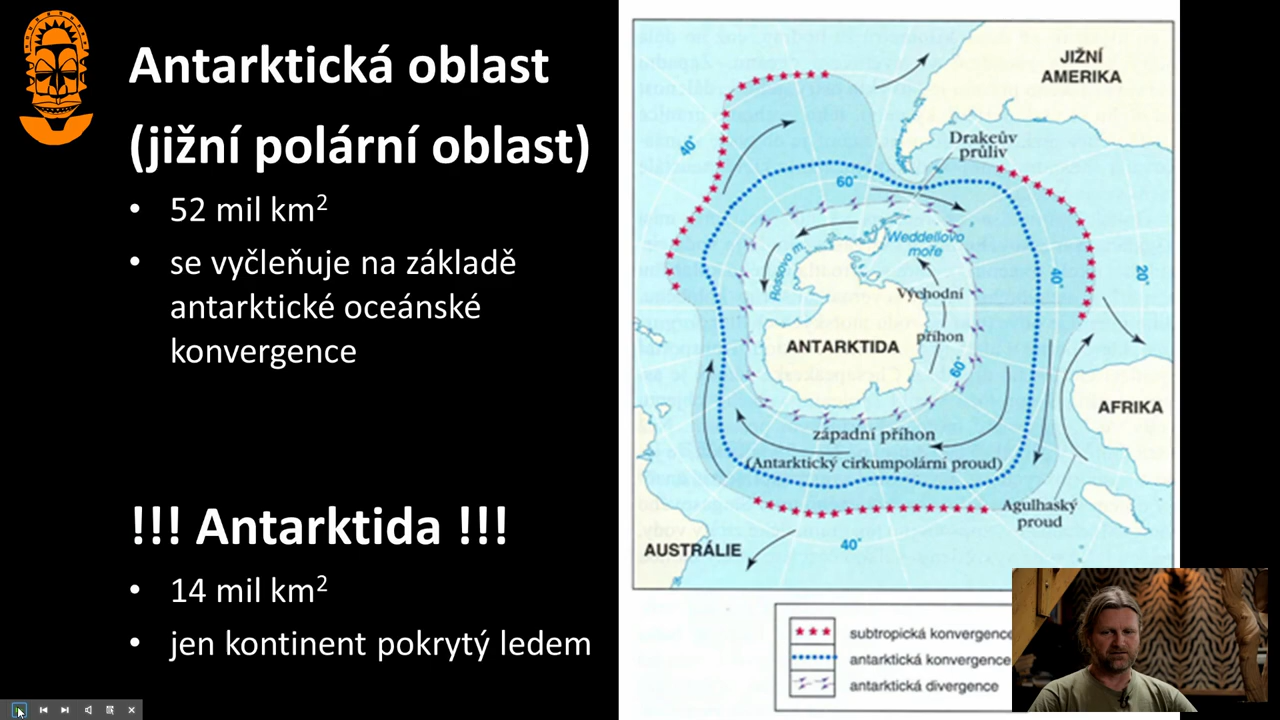 Antarktická oblast
(jižní polární oblast)
• 52 mil km²
• se vyčleňuje na základě
antarktické oceánské
konvergence
!!! Antarktida !!!
• 14 mil km²
• jen kontinent pokrytý ledem
JIŽNÍ
AMERIKA
Drakeův
průliv
40°
60°
Weddellovo
moře
Rossovo m.
40°
20°
Východní
příhon
ANTARKTIDA
60°
AFRIKA
západní příhon
(Antarktický cirkumpolární proud)
Agulhaský
proud
AUSTRÁLIE
40°
subtropická konvergence
antarktická konvergence
antarktická divergence